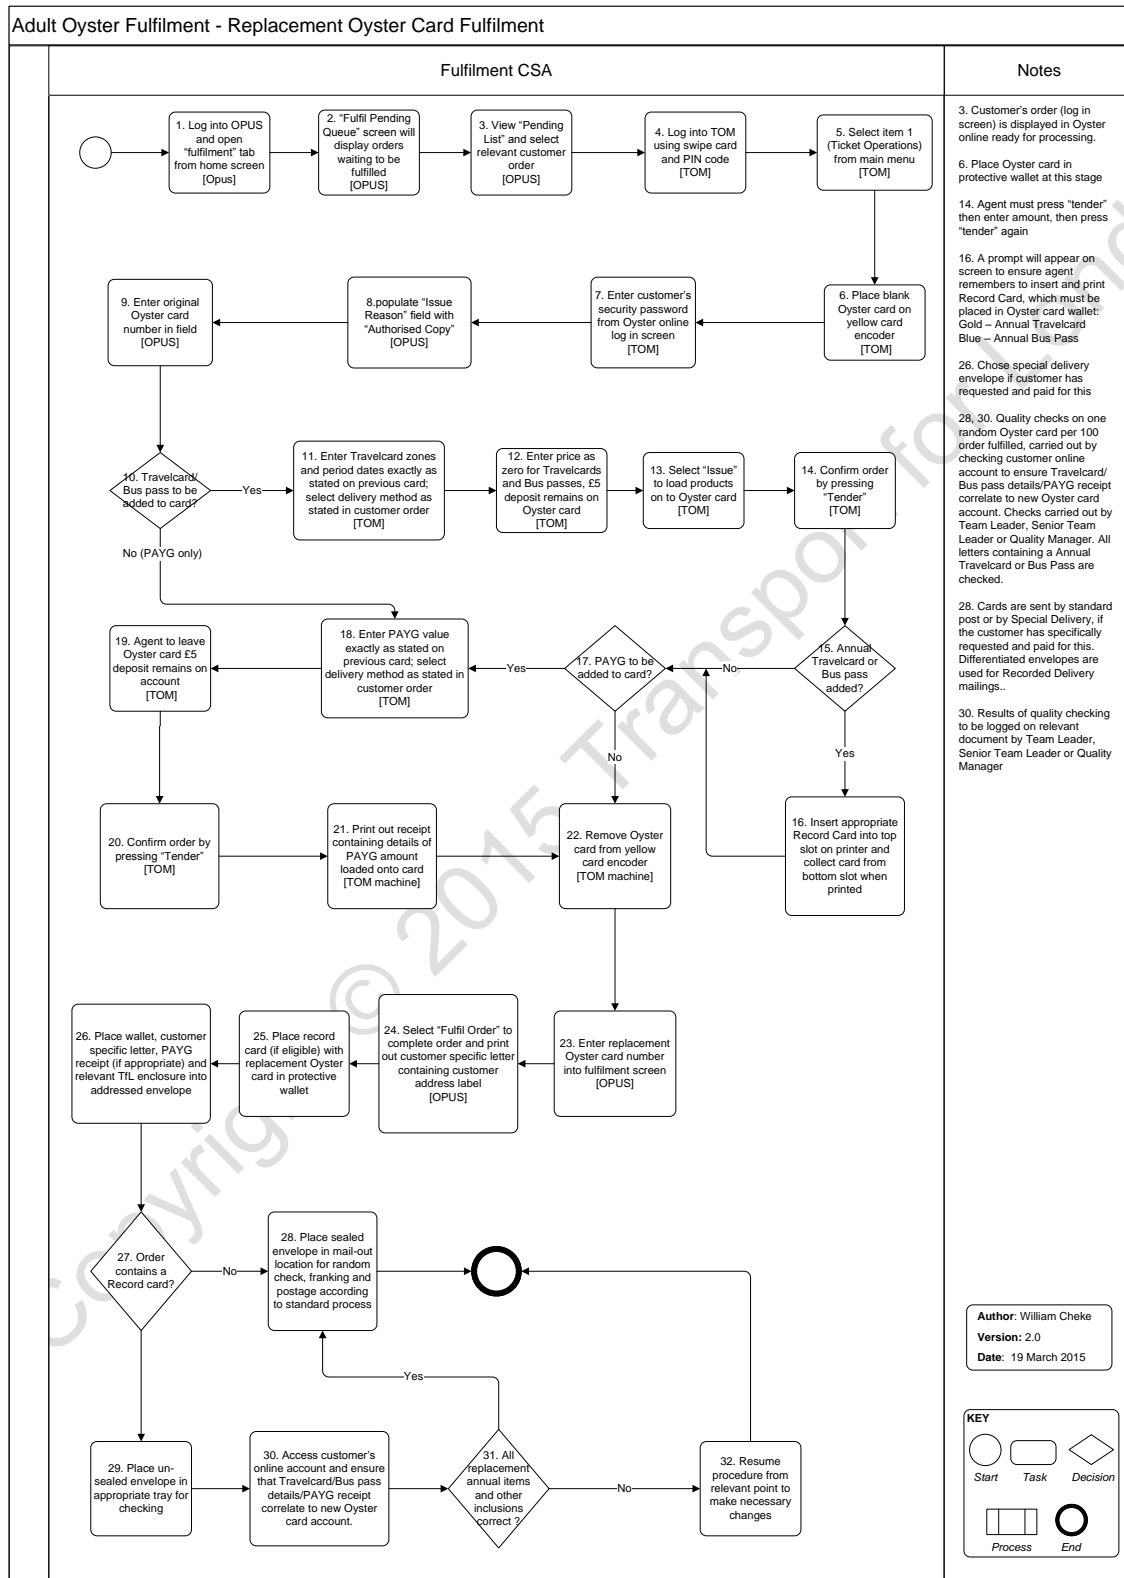 Adult Oyster Fulfilment - Replacement Oyster Card Fulfilment
Fulfilment CSA
Notes
1. Log into OPUS
and open
“fulfilment” tab
from home screen
[Opus]
2. “Fulfil Pending
Queue” screen will
display orders
waiting to be
fulfilled
[OPUS]
3. View “Pending
List” and select
relevant customer
order
[OPUS]
4. Log into TOM
using swipe card
and PIN code
[TOM]
5. Select item 1
(Ticket Operations)
from main menu
[TOM]
6. Place blank
Oyster card on
yellow card
encoder
[TOM]
7. Enter customer’s
security password
from Oyster online
log in screen
[TOM]
8.populate “Issue
Reason” field with
“Authorised Copy”
[OPUS]
9. Enter original
Oyster card
number in field
[OPUS]
10. Travelcard/
Bus pass to be
added to card?
Yes
No (PAYG only)
11. Enter Travelcard zones
and period dates exactly as
stated on previous card;
select delivery method as
stated in customer order
[TOM]
12. Enter price as
zero for Travelcards
and Bus passes, £5
deposit remains on
Oyster card
[TOM]
13. Select “Issue”
to load products
on to Oyster card
[TOM]
14. Confirm order
by pressing
“Tender”
[TOM]
15. Annual
Travelcard or
Bus pass
added?
No
Yes
16. Insert appropriate
Record Card into top
slot on printer and
collect card from
bottom slot when
printed
17. PAYG to be
added to card?
Yes
No
18. Enter PAYG value
exactly as stated on
previous card; select
delivery method as stated in
customer order
[TOM]
19. Agent to leave
Oyster card £5
deposit remains on
account
[TOM]
20. Confirm order by
pressing “Tender”
[TOM]
21. Print out receipt
containing details of
PAYG amount
loaded onto card
[TOM machine]
22. Remove Oyster
card from yellow
card encoder
[TOM machine]
23. Enter replacement
Oyster card number
into fulfilment screen
[OPUS]
24. Select “Fulfil Order” to
complete order and print
out customer specific letter
containing customer
address label
[OPUS]
25. Place record
card (if eligible) with
replacement Oyster
card in protective
wallet
26. Place wallet, customer
specific letter, PAYG
receipt (if appropriate) and
relevant TfL enclosure into
addressed envelope
27. Order
contains a
Record card?
No
28. Place sealed
envelope in mail-out
location for random
check, franking and
postage according
to standard process
29. Place un-
sealed envelope in
appropriate tray for
checking
30. Access customer’s
online account and ensure
that Travelcard/Bus pass
details/PAYG receipt
correlate to new Oyster
card account.
31. All
replacement
annual items
and other
inclusions
correct ?
Yes
No
32. Resume
procedure from
relevant point to
make necessary
changes
3. Customer’s order (log in
screen) is displayed in Oyster
online ready for processing.
6. Place Oyster card in
protective wallet at this stage
14. Agent must press “tender”
then enter amount, then press
“tender” again
16. A prompt will appear on
screen to ensure agent
remembers to insert and print
Record Card, which must be
placed in Oyster card wallet:
Gold – Annual Travelcard
Blue – Annual Bus Pass
26. Chose special delivery
envelope if customer has
requested and paid for this
28, 30. Quality checks on one
random Oyster card per 100
order fulfilled, carried out by
checking customer online
account to ensure Travelcard/
Bus pass details/PAYG receipt
correlate to new Oyster card
account. Checks carried out by
Team Leader, Senior Team
Leader or Quality Manager. All
letters containing a Annual
Travelcard or Bus Pass are
checked.
28. Cards are sent by standard
post or by Special Delivery, if
the customer has specifically
requested and paid for this.
Differentiated envelopes are
used for Recorded Delivery
mailings..
30. Results of quality checking
to be logged on relevant
document by Team Leader,
Senior Team Leader or Quality
Manager
Author: William Cheke
Version: 2.0
Date: 19 March 2015
KEY
Start
Task
Decision
Process
End
Copyright © 2015 Transport for Lond